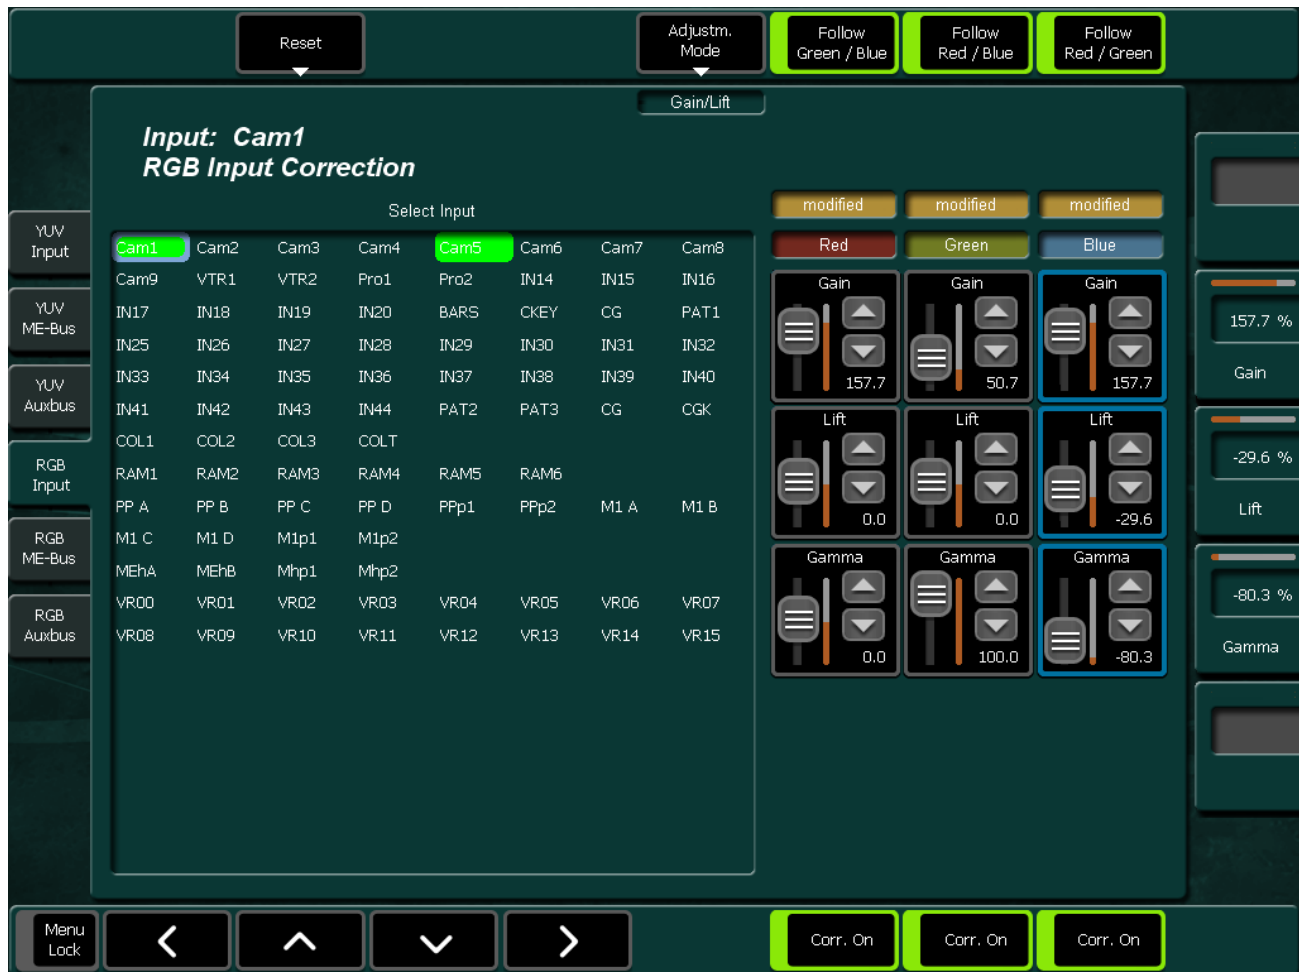 Reset
Adjustm.
Mode
Follow
Green / Blue
Follow
Red / Blue
Follow
Red / Green
Gain/Lift
Input: Cam1
RGB Input Correction
Select Input
YUV
Input
YUV
ME-Bus
YUV
Auxbus
RGB
Input
RGB
ME-Bus
RGB
Auxbus
Cam1 Cam2 Cam3 Cam4 Cam5 Cam6 Cam7 Cam8
Cam9 VTR1 VTR2 Pro1 Pro2 IN14 IN15 IN16
IN17 IN18 IN19 IN20 BARS CKEY CG PAT1
IN25 IN26 IN27 IN28 IN29 IN30 IN31 IN32
IN33 IN34 IN35 IN36 IN37 IN38 IN39 IN40
IN41 IN42 IN43 IN44 PAT2 PAT3 CG CGK
COL1 COL2 COL3 COLT
RAM1 RAM2 RAM3 RAM4 RAM5 RAM6
PP A PP B PP C PP D PPp1 PPp2 M1 A M1 B
M1 C M1 D M1p1 M1p2
MEhA MEhB Mhp1 Mhp2
VR00 VR01 VR02 VR03 VR04 VR05 VR06 VR07
VR08 VR09 VR10 VR11 VR12 VR13 VR14 VR15
modified modified modified
Red Green Blue
Gain Gain Gain
157.7 50.7 157.7
Lift Lift Lift
0.0 0.0 -29.6
Gamma Gamma Gamma
0.0 100.0 -80.3
157.7 %
Gain
-29.6 %
Lift
-80.3 %
Gamma
Menu
Lock
Corr. On Corr. On Corr. On